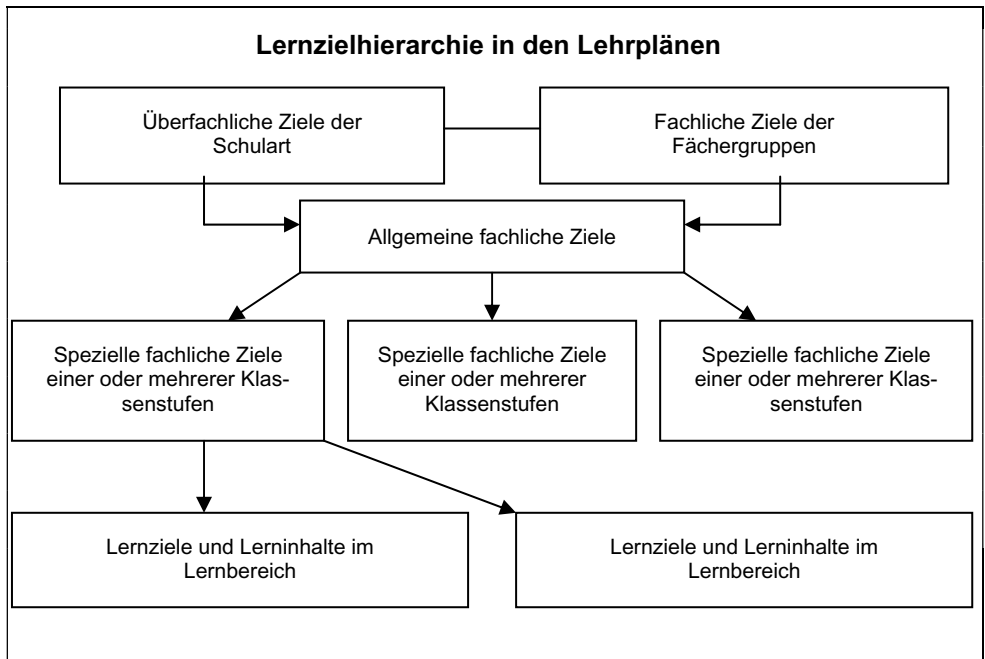 Lernzielhierarchie in den Lehrplänen
Überfachliche Ziele der
Schulart
Fachliche Ziele der
Fächergruppen
Allgemeine fachliche Ziele
Spezielle fachliche Ziele
einer oder mehrerer Klas-
senstufen
Spezielle fachliche Ziele
einer oder mehrerer
Klassenstufen
Spezielle fachliche Ziele
einer oder mehrerer Klas-
senstufen
Lernziele und Lerninhalte im
Lernbereich
Lernziele und Lerninhalte im
Lernbereich